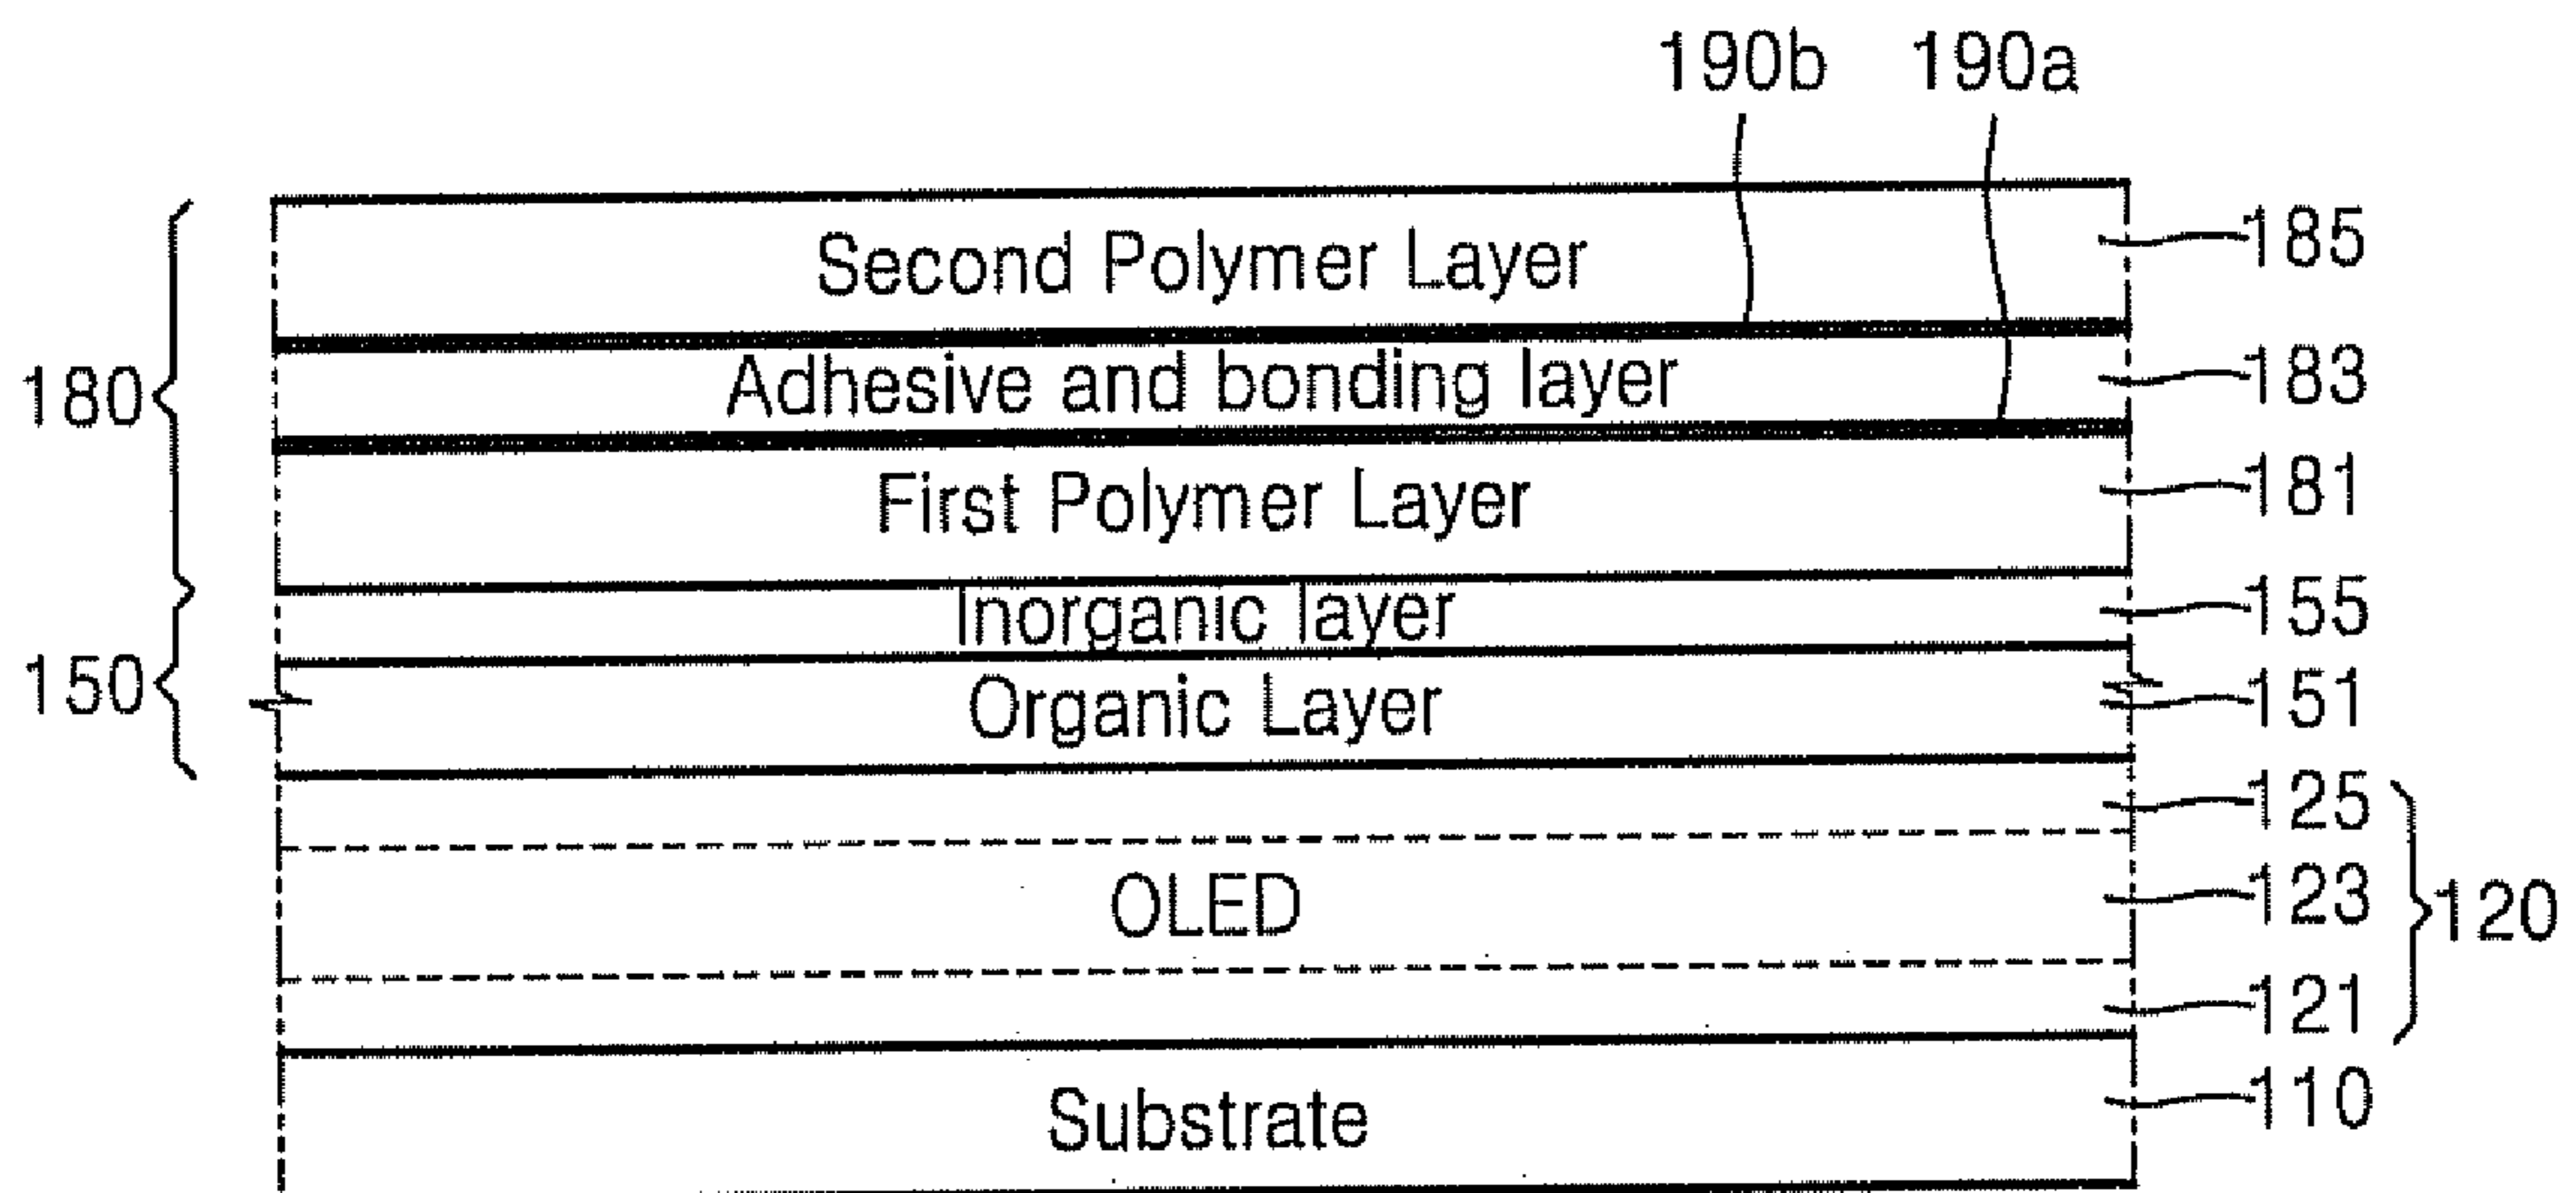 190b 190a
Second Polymer Layer 185
180 Adhesive and bonding layer 183
First Polymer Layer 181
Inorganic layer 155
150 Organic Layer 151
125
OLED 123 120
121
Substrate 110